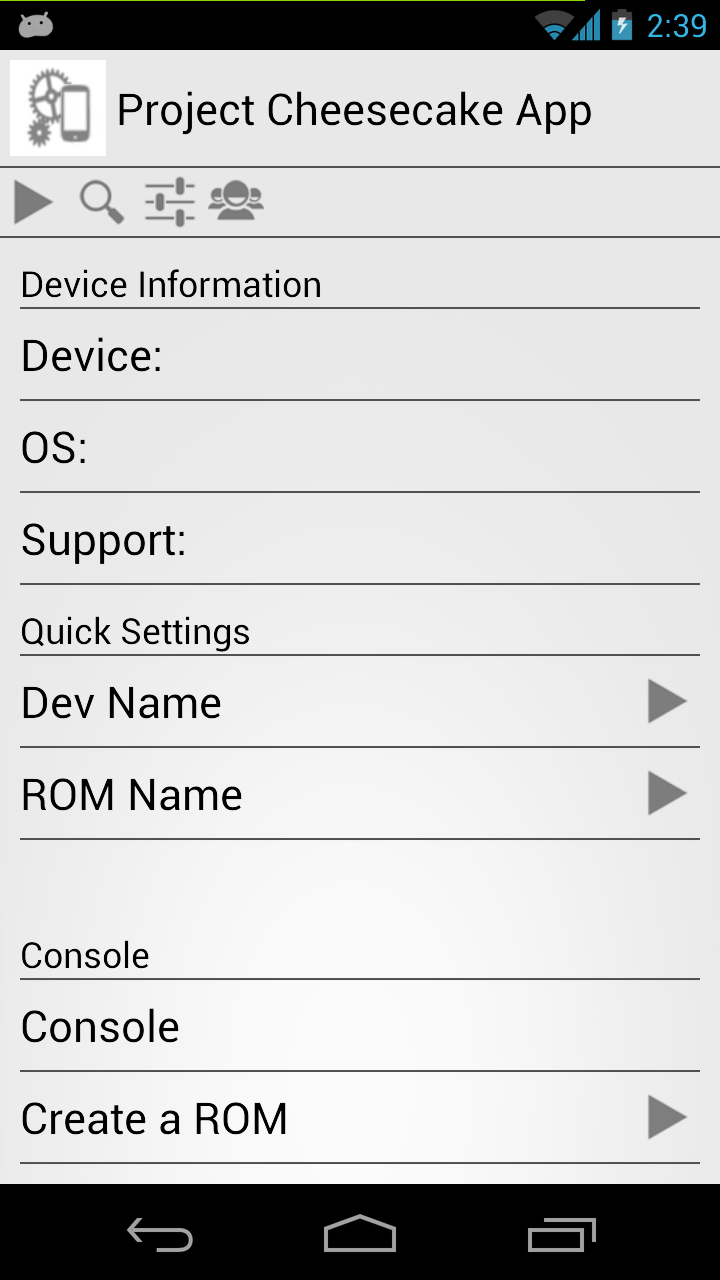 2:39
Project Cheesecake App
Device Information
Device:
OS:
Support:
Quick Settings
Dev Name
ROM Name
Console
Console
Create a ROM